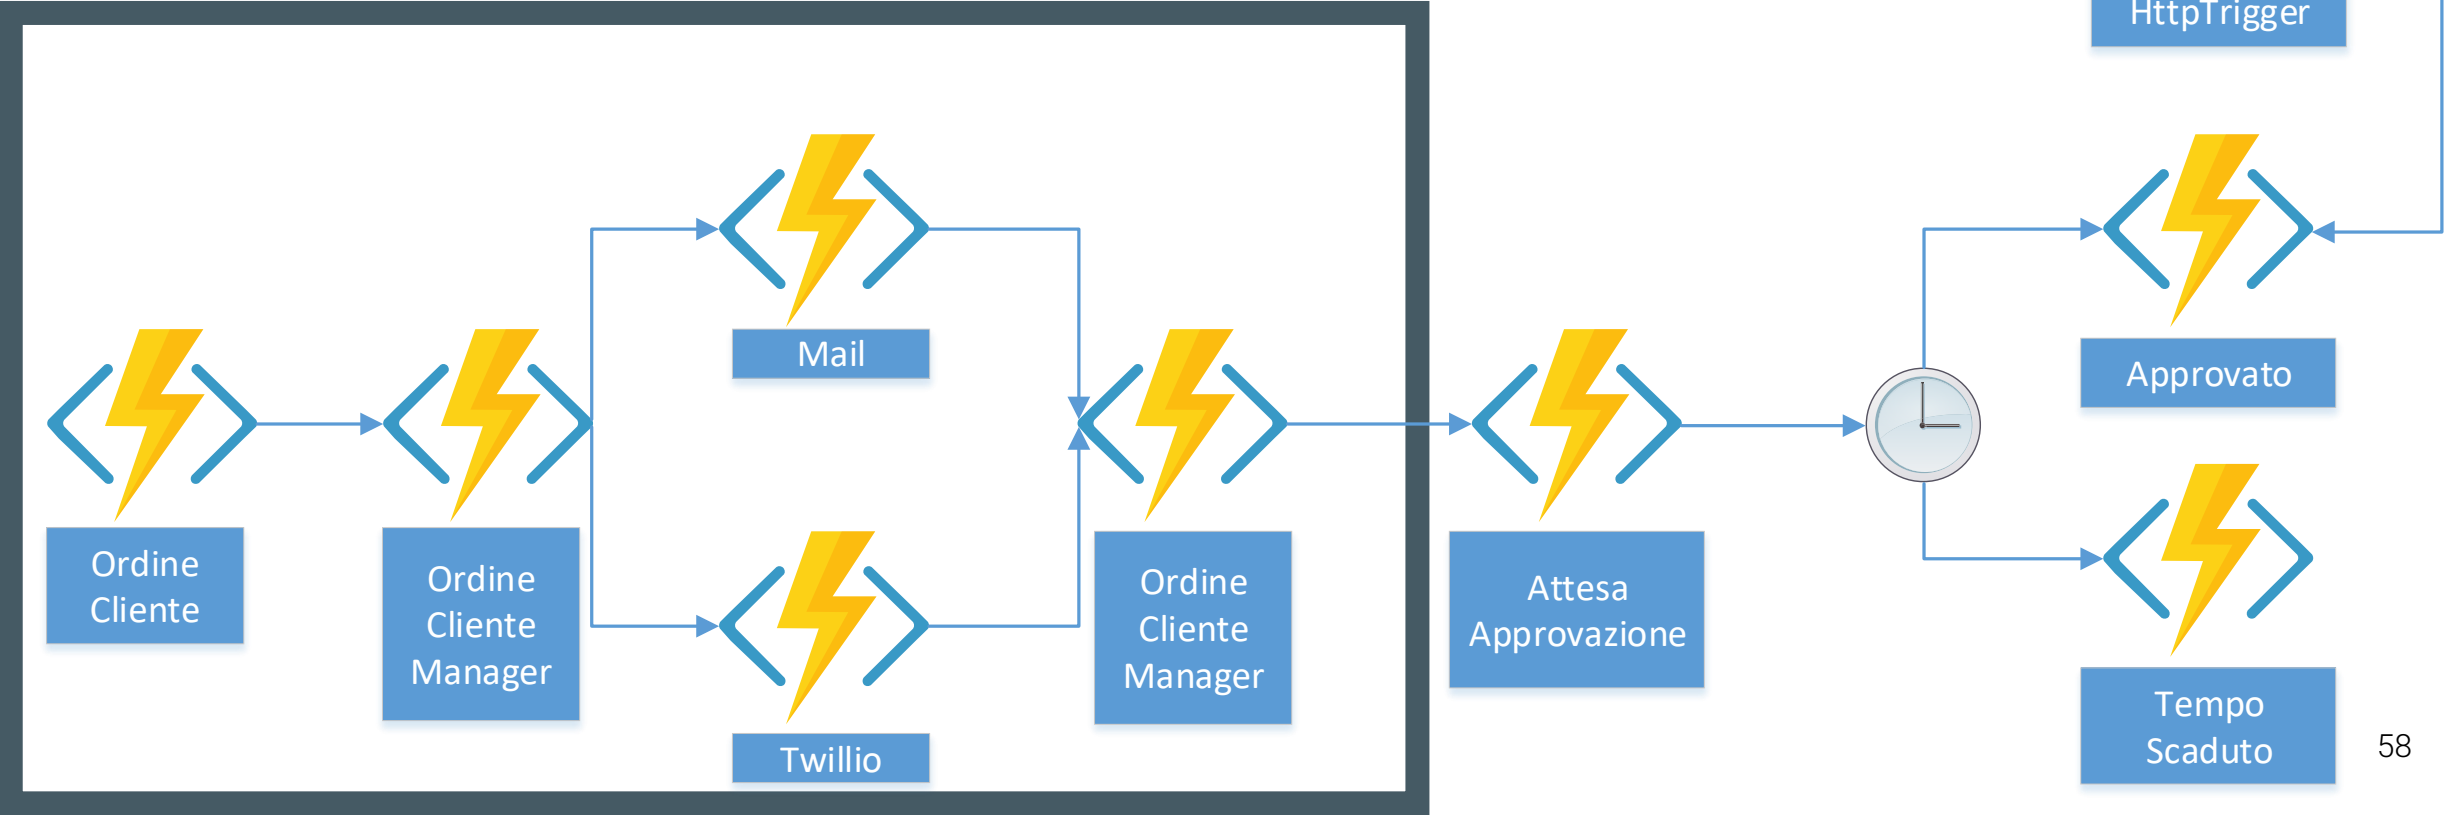 HttpTrigger
Mail
Approvato
Ordine
Cliente
Ordine
Cliente
Manager
Twillio
Ordine
Cliente
Manager
Attesa
Approvazione
Tempo
Scaduto
58